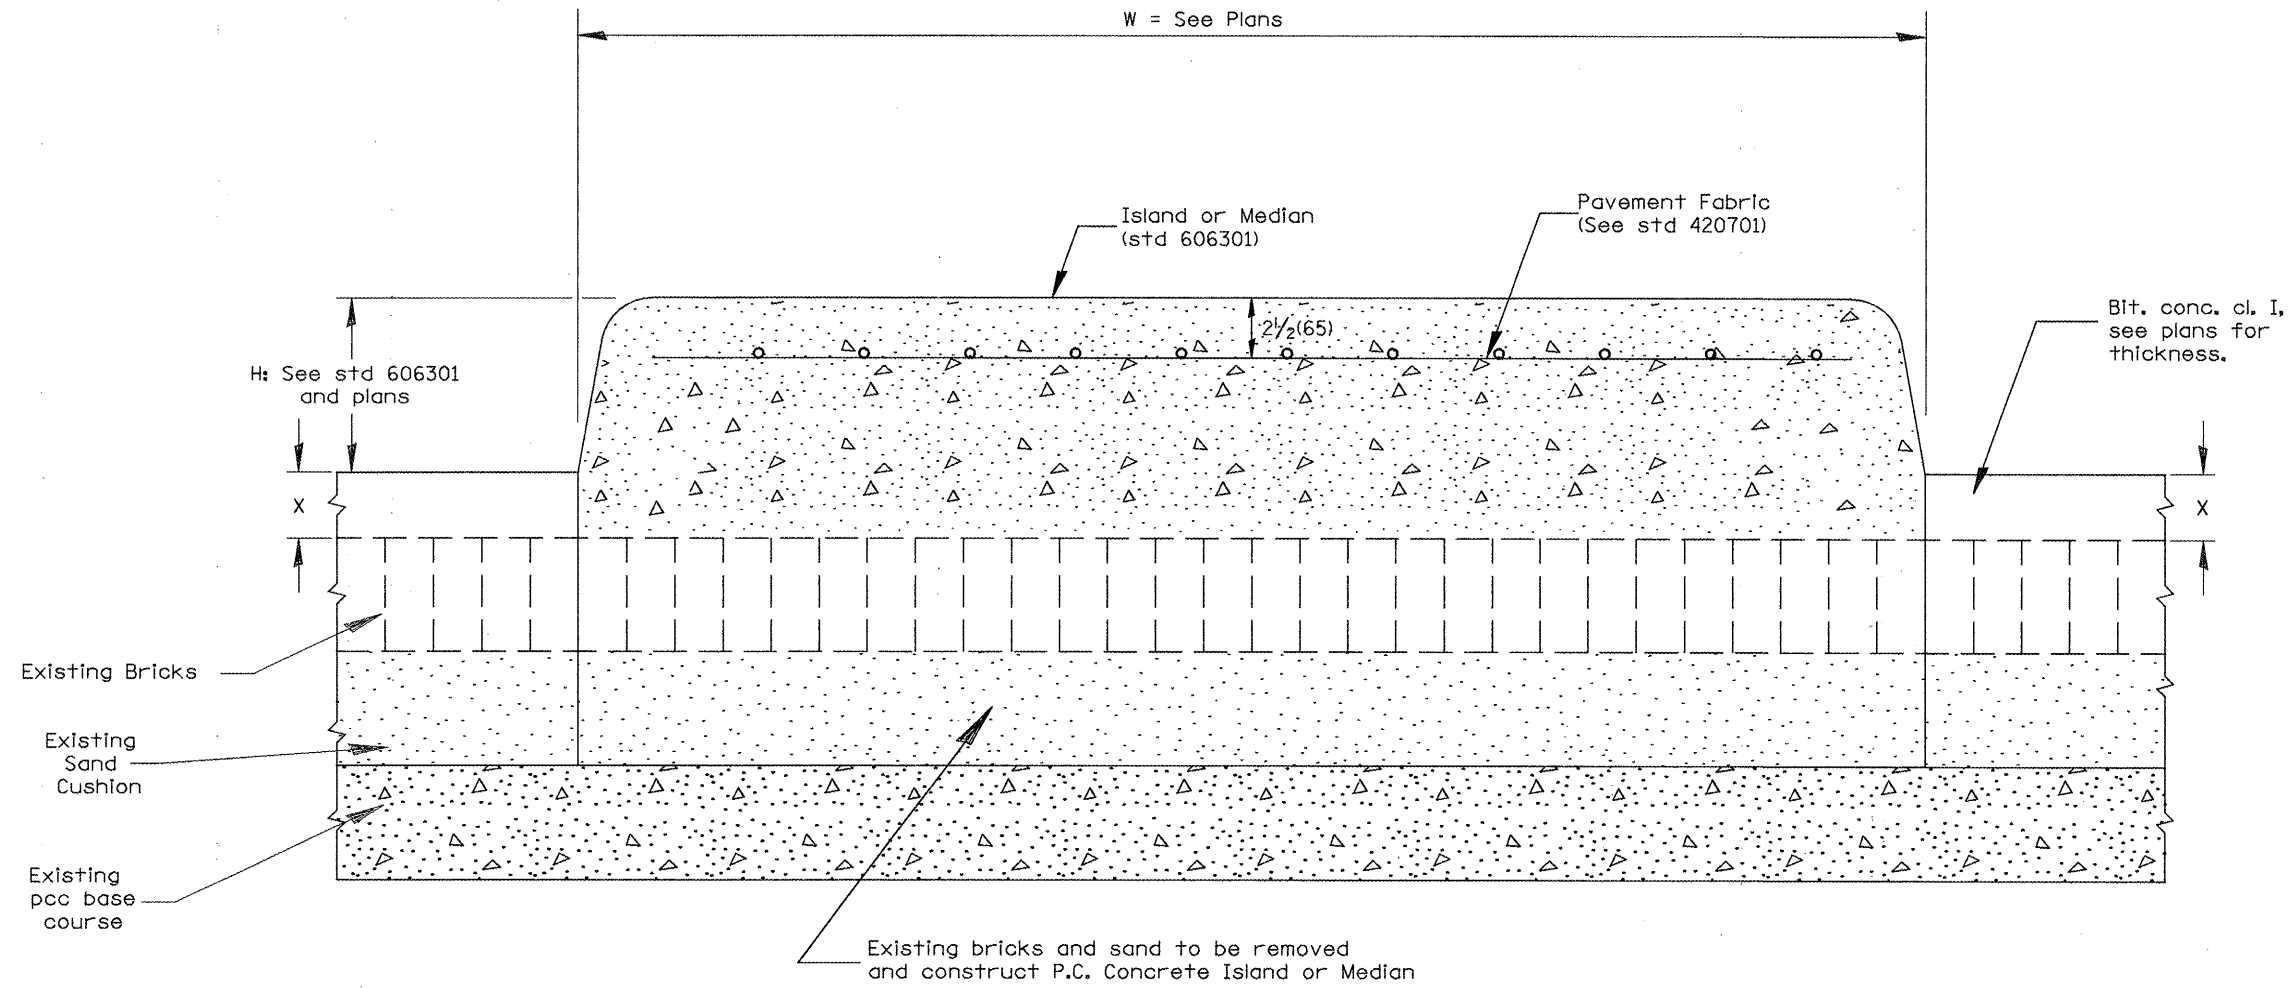 W = See Plans
Island or Median
(std 606301)
Pavement Fabric
(See std 420701)
Bit. conc. cl. I,
see plans for
thickness.
2½(65)
H: See std 606301
and plans
X
X
Existing Bricks
Existing
Sand
Cushion
Existing
pcc base
course
Existing bricks and sand to be removed
and construct P.C. Concrete Island or Median